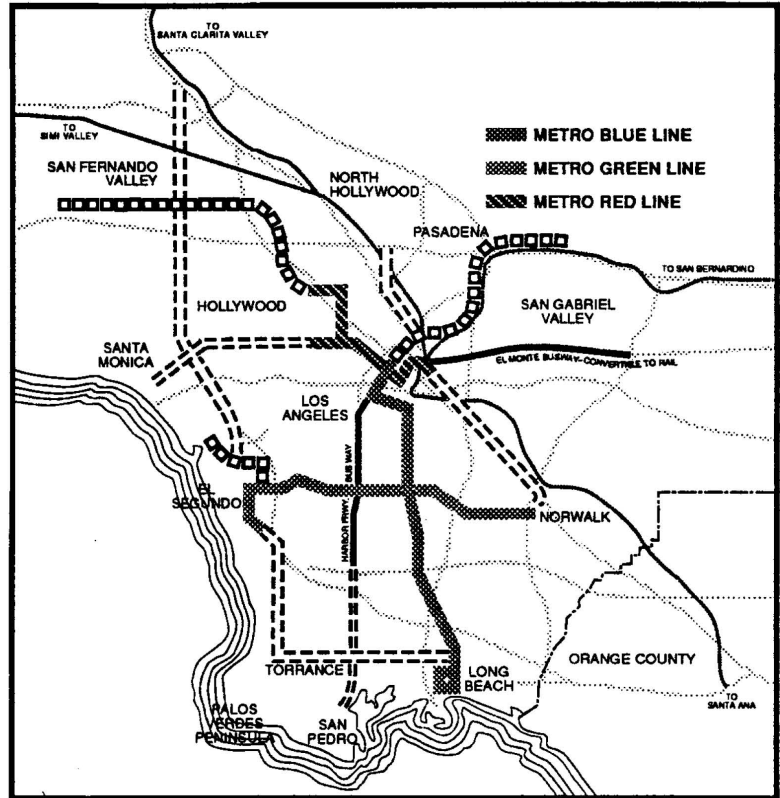 TO
SANTA CLARITA VALLEY
TO
SIMI VALLEY
SAN FERNANDO
VALLEY
NORTH
HOLLYWOOD
METRO BLUE LINE
METRO GREEN LINE
METRO RED LINE
PASADENA
TO SAN BERNARDINO
HOLLYWOOD
SAN GABRIEL
VALLEY
SANTA
MONICA
EL MONTE BUSWAY-CONVERTIBLE TO RAIL
LOS
ANGELES
HARBOR FRWY. BUS WAY
EL
SEGUNDO
NORWALK
TORRANCE
LONG
BEACH
ORANGE COUNTY
TO
SANTA ANA
PALOS
VERDES
PENINSULA
SAN
PEDRO